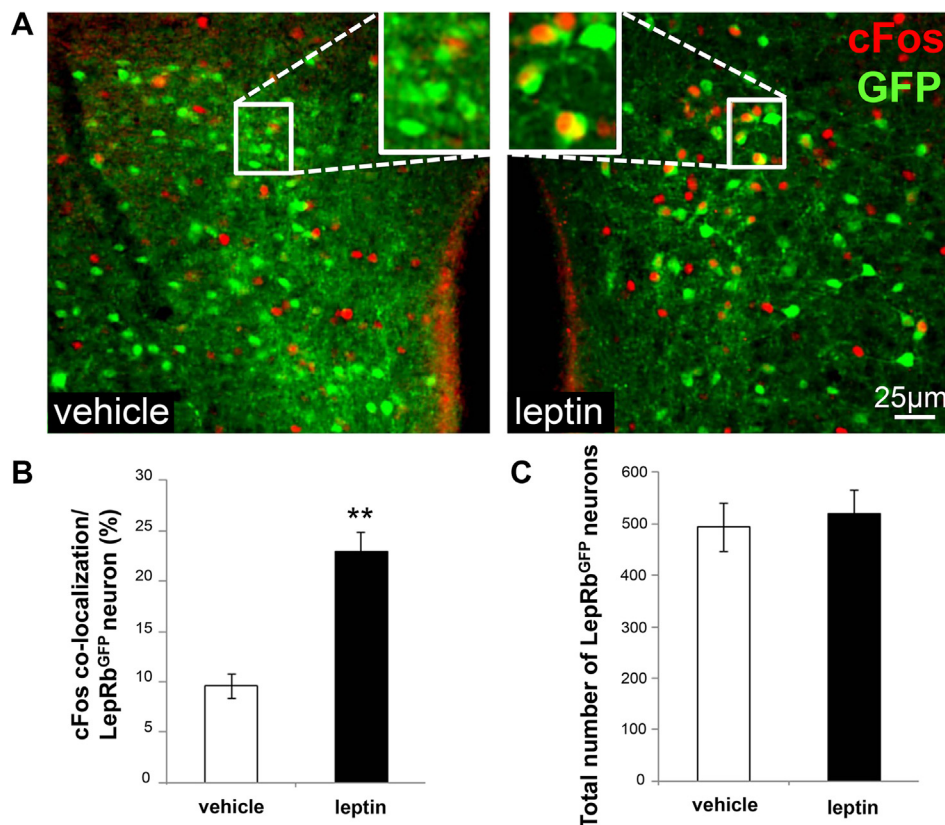 A
cFos
GFP
vehicle
leptin
25µm
B
30
25
20
15
10
5
0
**
cFos co-localization/
LepRbGFP neuron (%)
vehicle
leptin
C
600
500
400
300
200
100
0
Total number of LepRbGFP neurons
vehicle
leptin